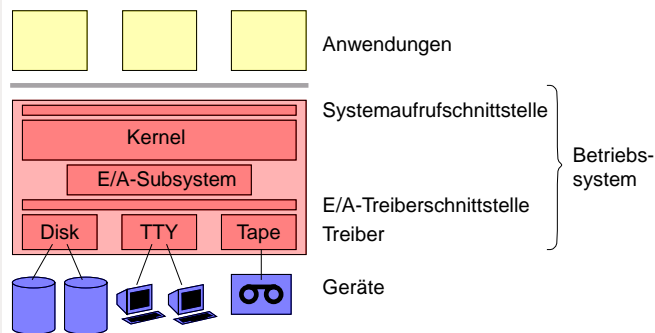 Anwendungen
Systemaufrufschnittstelle
Kernel
E/A-Subsystem
Betriebs-
system
E/A-Treiberschnittstelle
Disk TTY Tape Treiber
Geräte